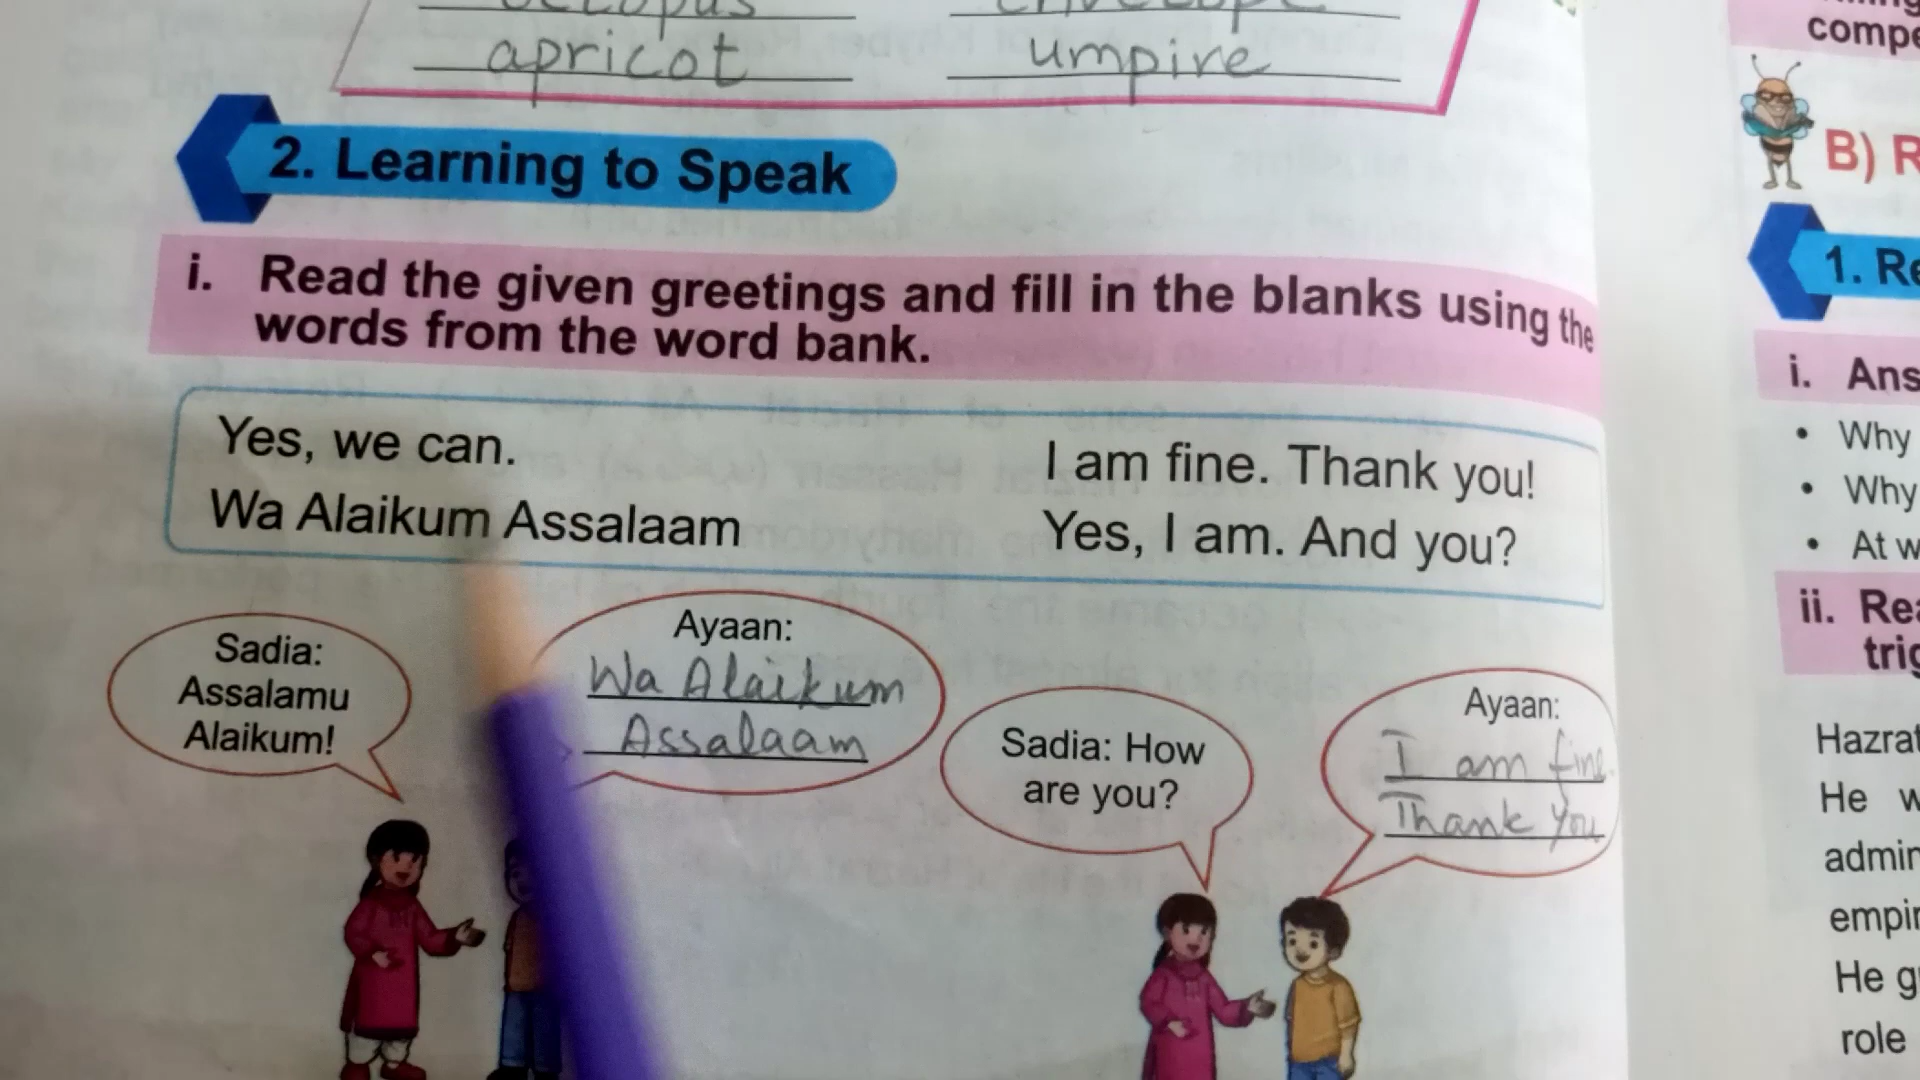 octopus envelope
apricot umpire
2. Learning to Speak
i. Read the given greetings and fill in the blanks using the
words from the word bank.
Yes, we can. I am fine. Thank you!
Wa Alaikum Assalaam Yes, I am. And you?
Sadia:
Assalamu
Alaikum!
Ayaan:
Wa Alaikum
Assalaam
Sadia: How
are you?
Ayaan:
I am fine.
Thank you
B) R
1. Re
i. Ans
• Why
• Why
• At w
ii. Rea
trig
Hazrat
He w
admin
empir
He g
role